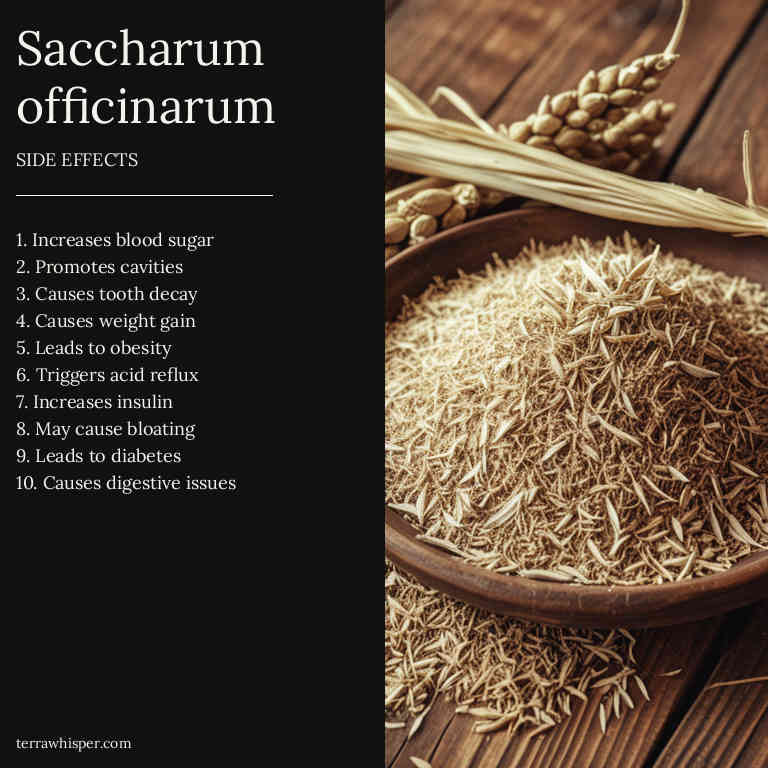 Saccharum
officinarum
SIDE EFFECTS
1. Increases blood sugar
2. Promotes cavities
3. Causes tooth decay
4. Causes weight gain
5. Leads to obesity
6. Triggers acid reflux
7. Increases insulin
8. May cause bloating
9. Leads to diabetes
10. Causes digestive issues
terrawhisper.com